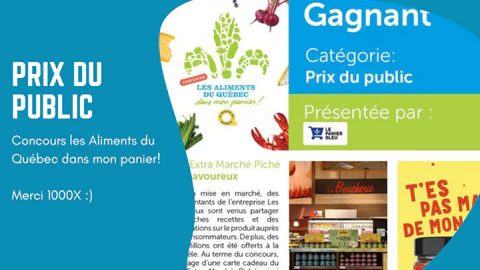 PRIX DU
PUBLIC
Concours les Aliments du
Québec dans mon panier!
Merci 1000X :)
CONCOURS
LES ALIMENTS
DU QUÉBEC
dans mon panier!
Gagnant
Catégorie:
Prix du public
Présentée par :
LE
PANIER
BLEU
Extra Marché Piché
avoureux
mise en marché, des
ntants de l'entreprise Les
ux sont venus partager
ches recettes et des
ations sur le produit auprès
nsommateurs. De plus, des
tillons ont été offerts à la
le. Au terme du concours,
age d'une carte cadeau du
La Boucherie
T'ES
PAS MA
DE MON